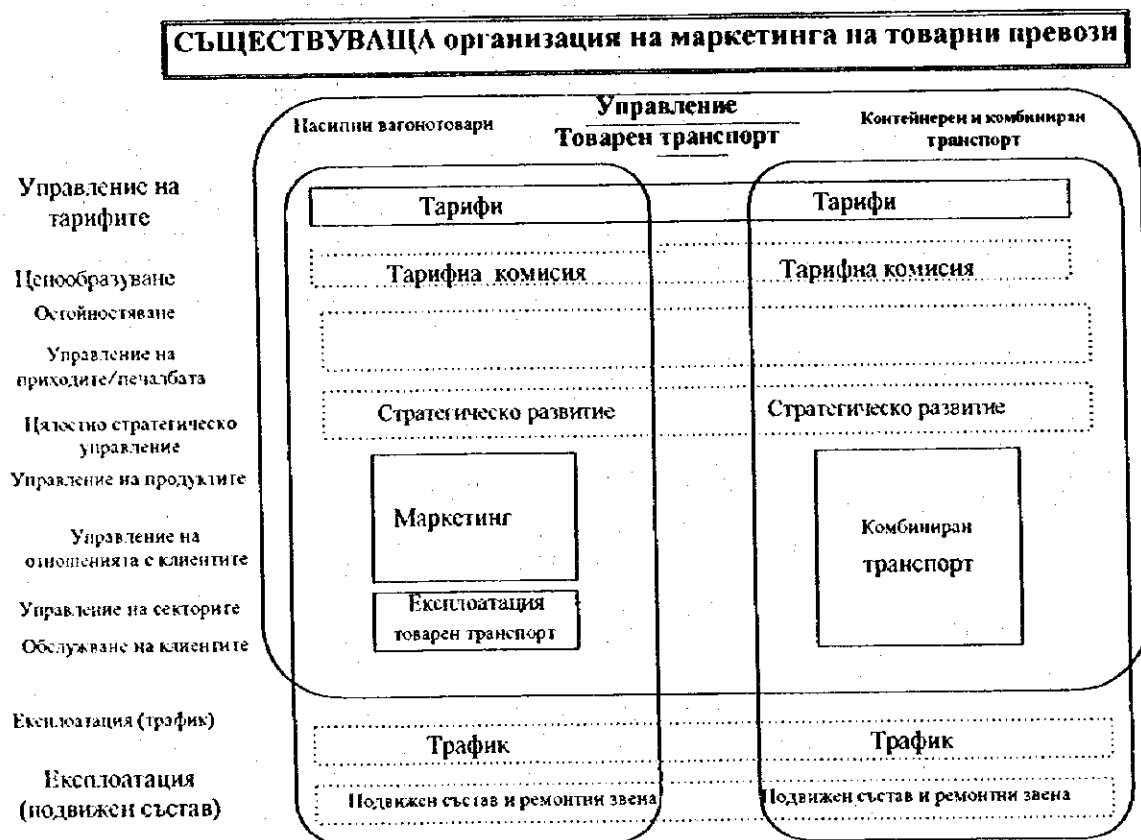 СЪЩЕСТВУВАЩА организация на маркетинга на товарни превози
Насипни вагонотовари
Управление
Товарен транспорт
Контейнерен и комбиниран
транспорт
Управление на
тарифите
Тарифи
Тарифи
Ценообразуване
Тарифна комисия
Тарифна комисия
Остойностяване
Управление на
приходите/печалбата
Цялостно стратегическо
управление
Стратегическо развитие
Стратегическо развитие
Управление на продуктите
Маркетинг
Комбиниран
транспорт
Управление на
отношенията с клиентите
Управление на секторите
Експлоатация
товарен транспорт
Обслужване на клиентите
Експлоатация (трафик)
Трафик
Трафик
Експлоатация
(подвижен състав)
Подвижен състав и ремонтни звена
Подвижен състав и ремонтни звена